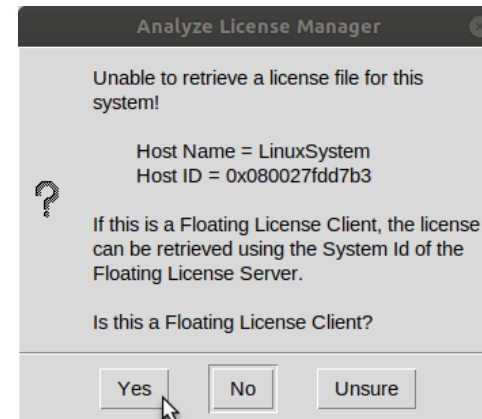 Analyze License Manager
Unable to retrieve a license file for this
system!
Host Name = LinuxSystem
Host ID = 0x080027fdd7b3
If this is a Floating License Client, the license
can be retrieved using the System Id of the
Floating License Server.
Is this a Floating License Client?
Yes No Unsure